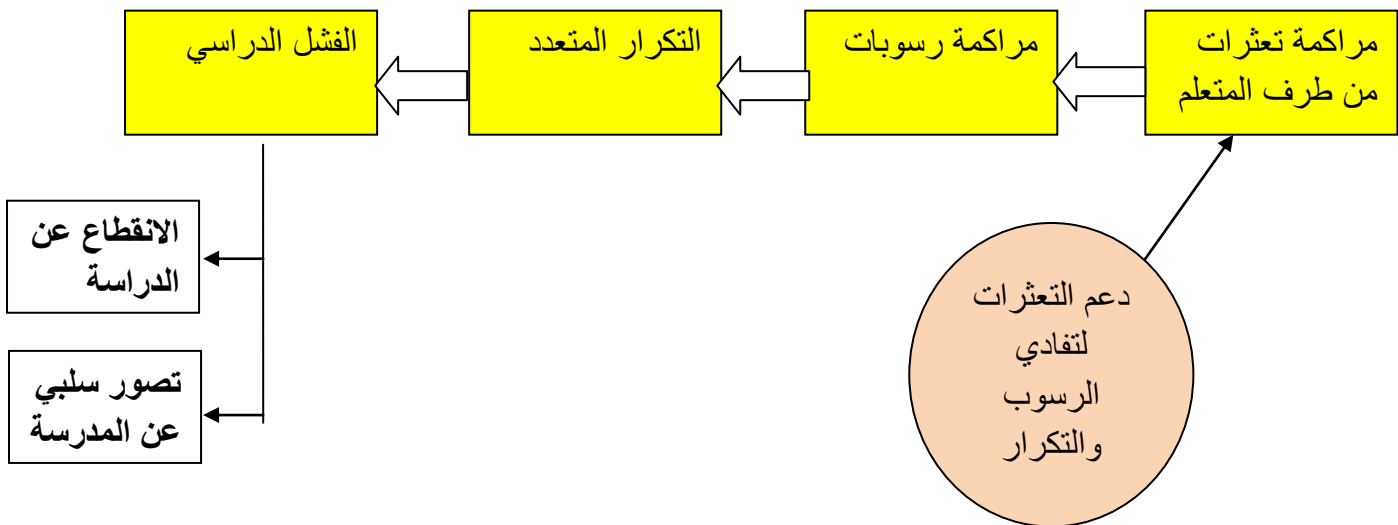 مراكمة تعثرات
من طرف المتعلم
مراكمة رسوبات
التكرار المتعدد
الفشل الدراسي
الانقطاع عن
الدراسة
تصور سلبي
عن المدرسة
دعم التعثرات
لتفادي
الرسوب
والتكرار